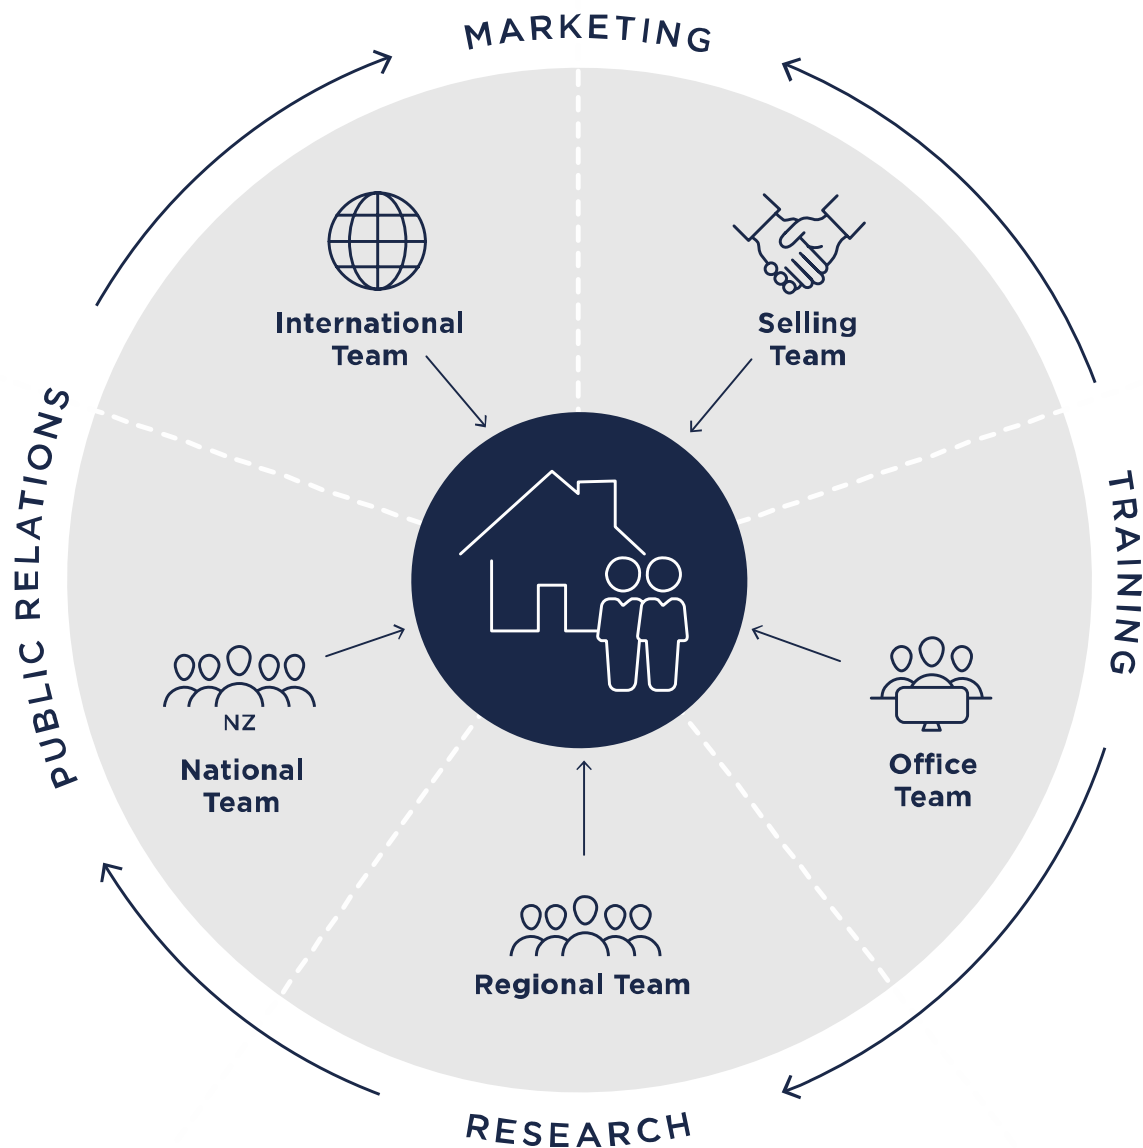 MARKETING
International
Team
Selling
Team
PUBLIC RELATIONS
TRAINING
NZ
National
Team
Office
Team
Regional Team
RESEARCH